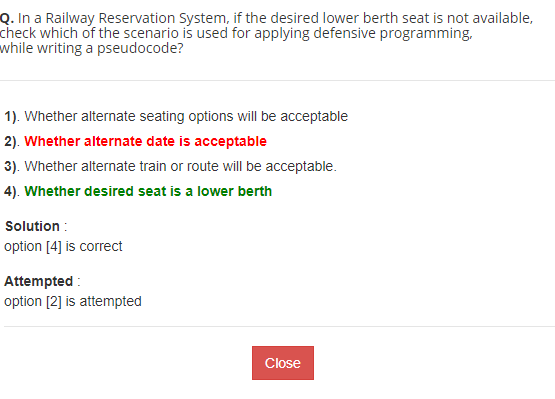 Q. In a Railway Reservation System, if the desired lower berth seat is not available,
check which of the scenario is used for applying defensive programming,
while writing a pseudocode?
1). Whether alternate seating options will be acceptable
2). Whether alternate date is acceptable
3). Whether alternate train or route will be acceptable.
4). Whether desired seat is a lower berth
Solution :
option [4] is correct
Attempted :
option [2] is attempted
Close